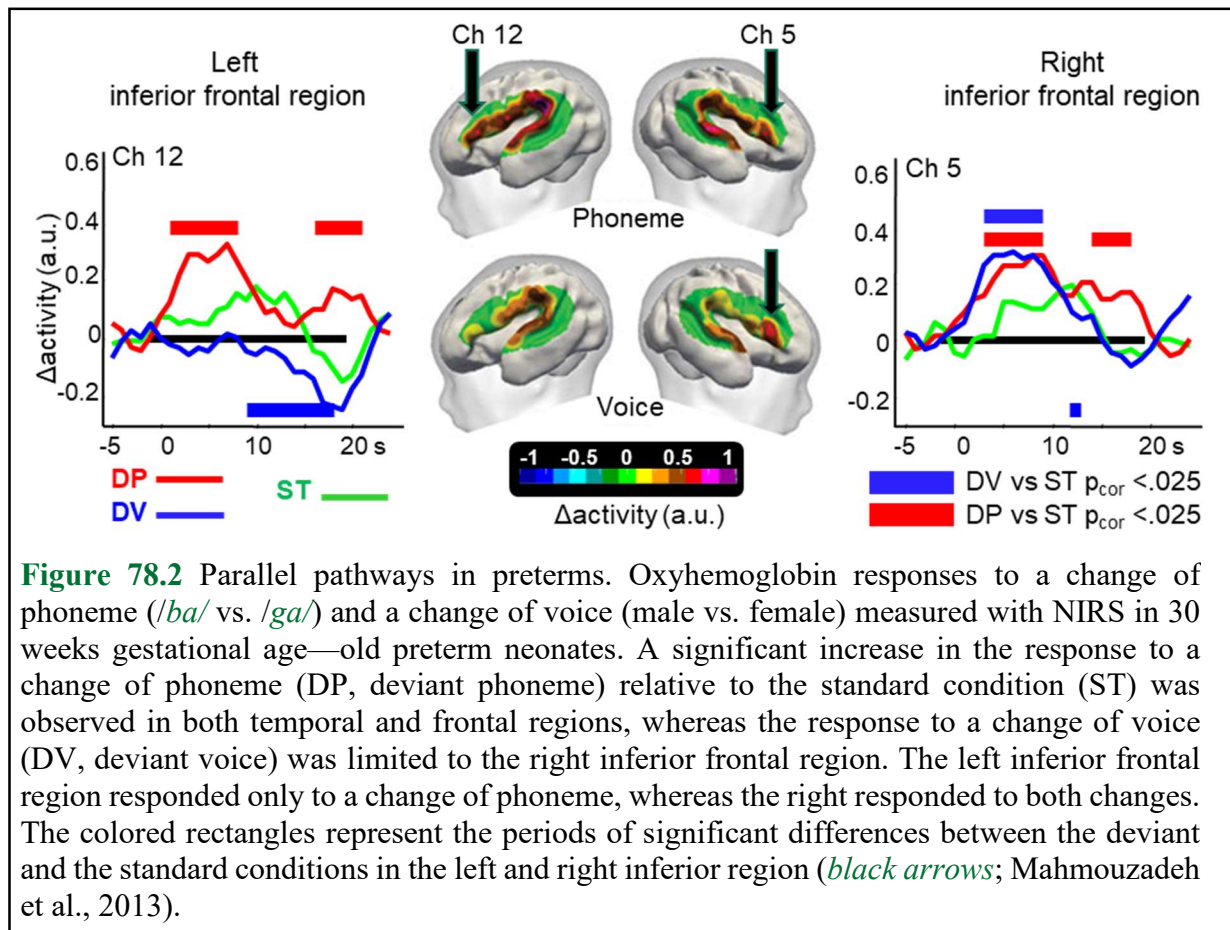 Ch 12
Ch 5
Left
inferior frontal region
Right
inferior frontal region
Ch 12
0.6
0.4
0.2
0
-0.2
Δactivity (a.u.)
-5 0 10 20 s
DP
DV
ST
Phoneme
Voice
-1 -0.5 0 0.5 1
Δactivity (a.u.)
Ch 5
0.6
0.4
0.2
0
-0.2
-5 0 10 20 s
DV vs ST pcor <.025
DP vs ST pcor <.025
Figure 78.2 Parallel pathways in preterms. Oxyhemoglobin responses to a change of
phoneme (/ba/ vs. /ga/) and a change of voice (male vs. female) measured with NIRS in 30
weeks gestational age—old preterm neonates. A significant increase in the response to a
change of phoneme (DP, deviant phoneme) relative to the standard condition (ST) was
observed in both temporal and frontal regions, whereas the response to a change of voice
(DV, deviant voice) was limited to the right inferior frontal region. The left inferior frontal
region responded only to a change of phoneme, whereas the right responded to both changes.
The colored rectangles represent the periods of significant differences between the deviant
and the standard conditions in the left and right inferior region (black arrows; Mahmouzadeh
et al., 2013).